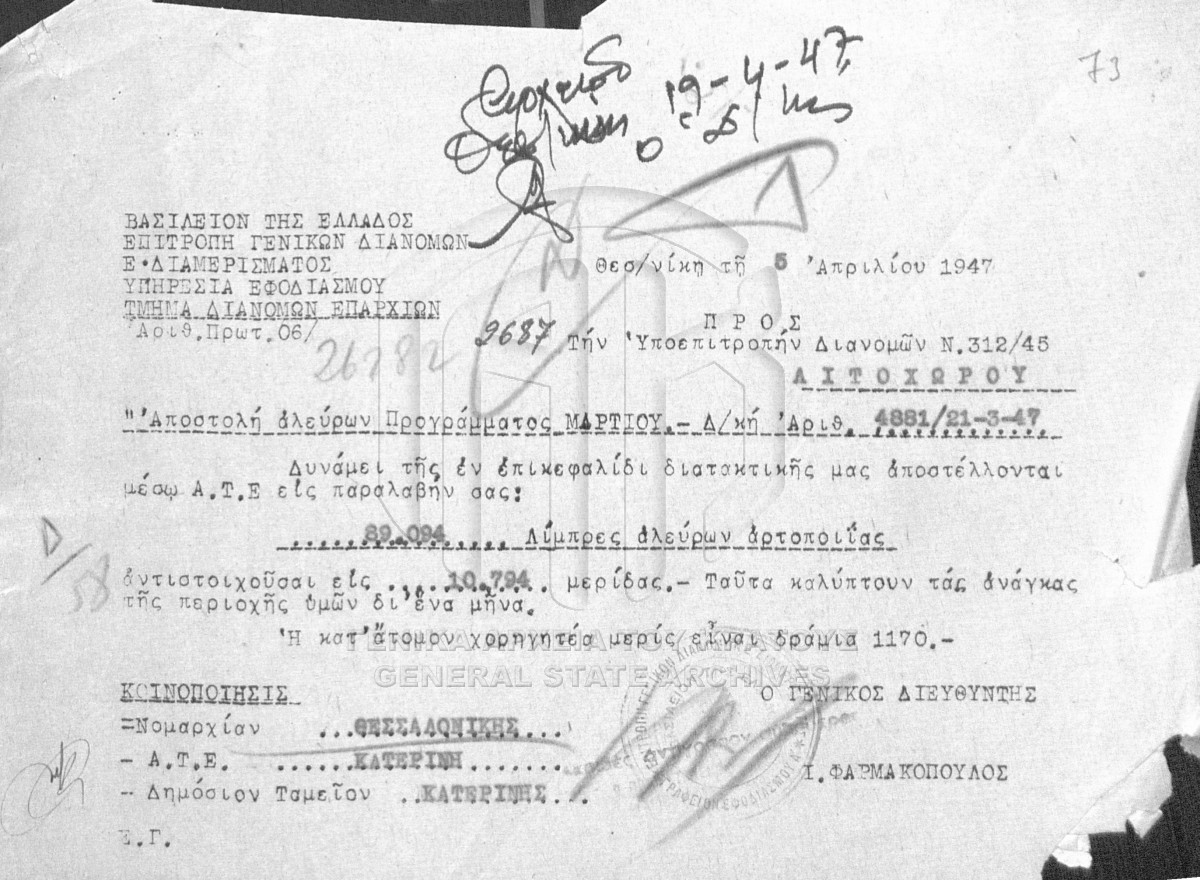 73
19-4-47
ΒΑΣΙΛΕΙΟΝ ΤΗΣ ΕΛΛΑΔΟΣ
ΕΠΙΤΡΟΠΗ ΓΕΝΙΚΩΝ ΔΙΑΝΟΜΩΝ
Ε·ΔΙΑΜΕΡΙΣΜΑΤΟΣ
ΥΠΗΡΕΣΙΑ ΕΦΟΔΙΑΣΜΟΥ
ΤΜΗΜΑ ΔΙΑΝΟΜΩΝ ΕΠΑΡΧΙΩΝ
Ἀριθ.Πρωτ.06/
26282 9687
Θεσ/νίκη τῇ 5 Ἀπριλίου 1947
Π Ρ Ο Σ
Τήν Ὑποεπιτροπήν Διανομῶν Ν.312/45
Λ Ι Τ Ο Χ Ω Ρ Ο Υ
"Ἀποστολή ἀλεύρων Προγράμματος ΜΑΡΤΙΟΥ.- Δ/κή Ἀριθ. 4881/21-3-47
Δυνάμει τῆς ἐν ἐπικεφαλίδι διατακτικῆς μας ἀποστέλλονται
μέσῳ Α.Τ.Ε εἰς παραλαβήν σας:
89.094 Λίμπρες ἀλεύρων ἀρτοποιΐας
ἀντιστοιχοῦσαι εἰς ....10.794.. μερίδας.- Ταῦτα καλύπτουν τάς ἀνάγκας
τῆς περιοχῆς ὑμῶν δι'ἕνα μῆνα.
Ἡ κατ'ἄτομον χορηγητέα μερίς εἶναι δράμια 1170.-
GENERAL STATE ARCHIVES
ΚΟΙΝΟΠΟΙΗΣΙΣ
Ο ΓΕΝΙΚΟΣ ΔΙΕΥΘΥΝΤΗΣ
=Νομαρχίαν ...ΘΕΣΣΑΛΟΝΙΚΗΣ...
- Α.Τ.Ε. ......ΚΑΤΕΡΙΝΗ.......
Ι.ΦΑΡΜΑΚΟΠΟΥΛΟΣ
- Δημόσιον Ταμεῖον ..ΚΑΤΕΡΙΝΗΣ...
Ε.Γ.
Δ/58